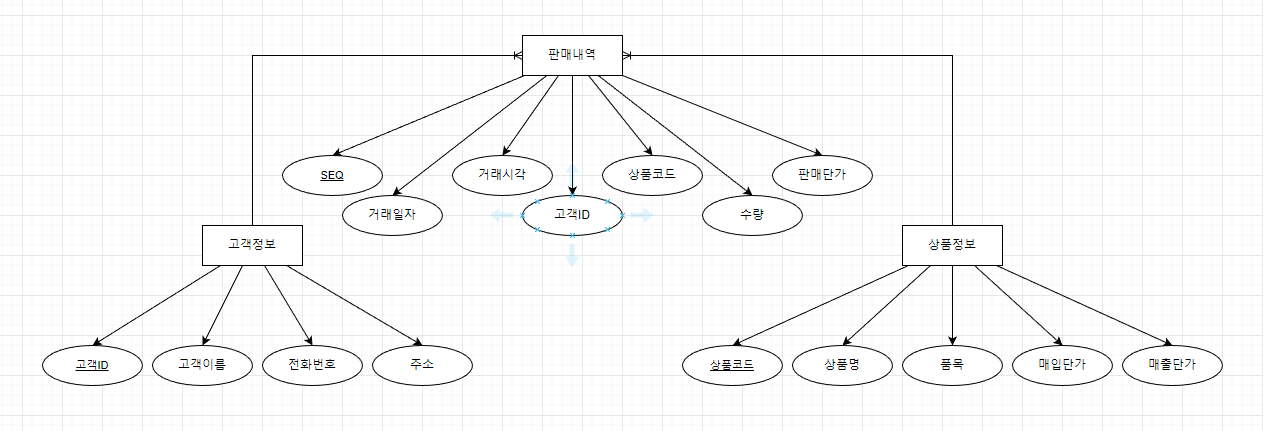 판매내역
SEQ
거래시각
상품코드
판매단가
거래일자
고객ID
수량
고객정보
상품정보
고객ID
고객이름
전화번호
주소
상품코드
상품명
품목
매입단가
매출단가